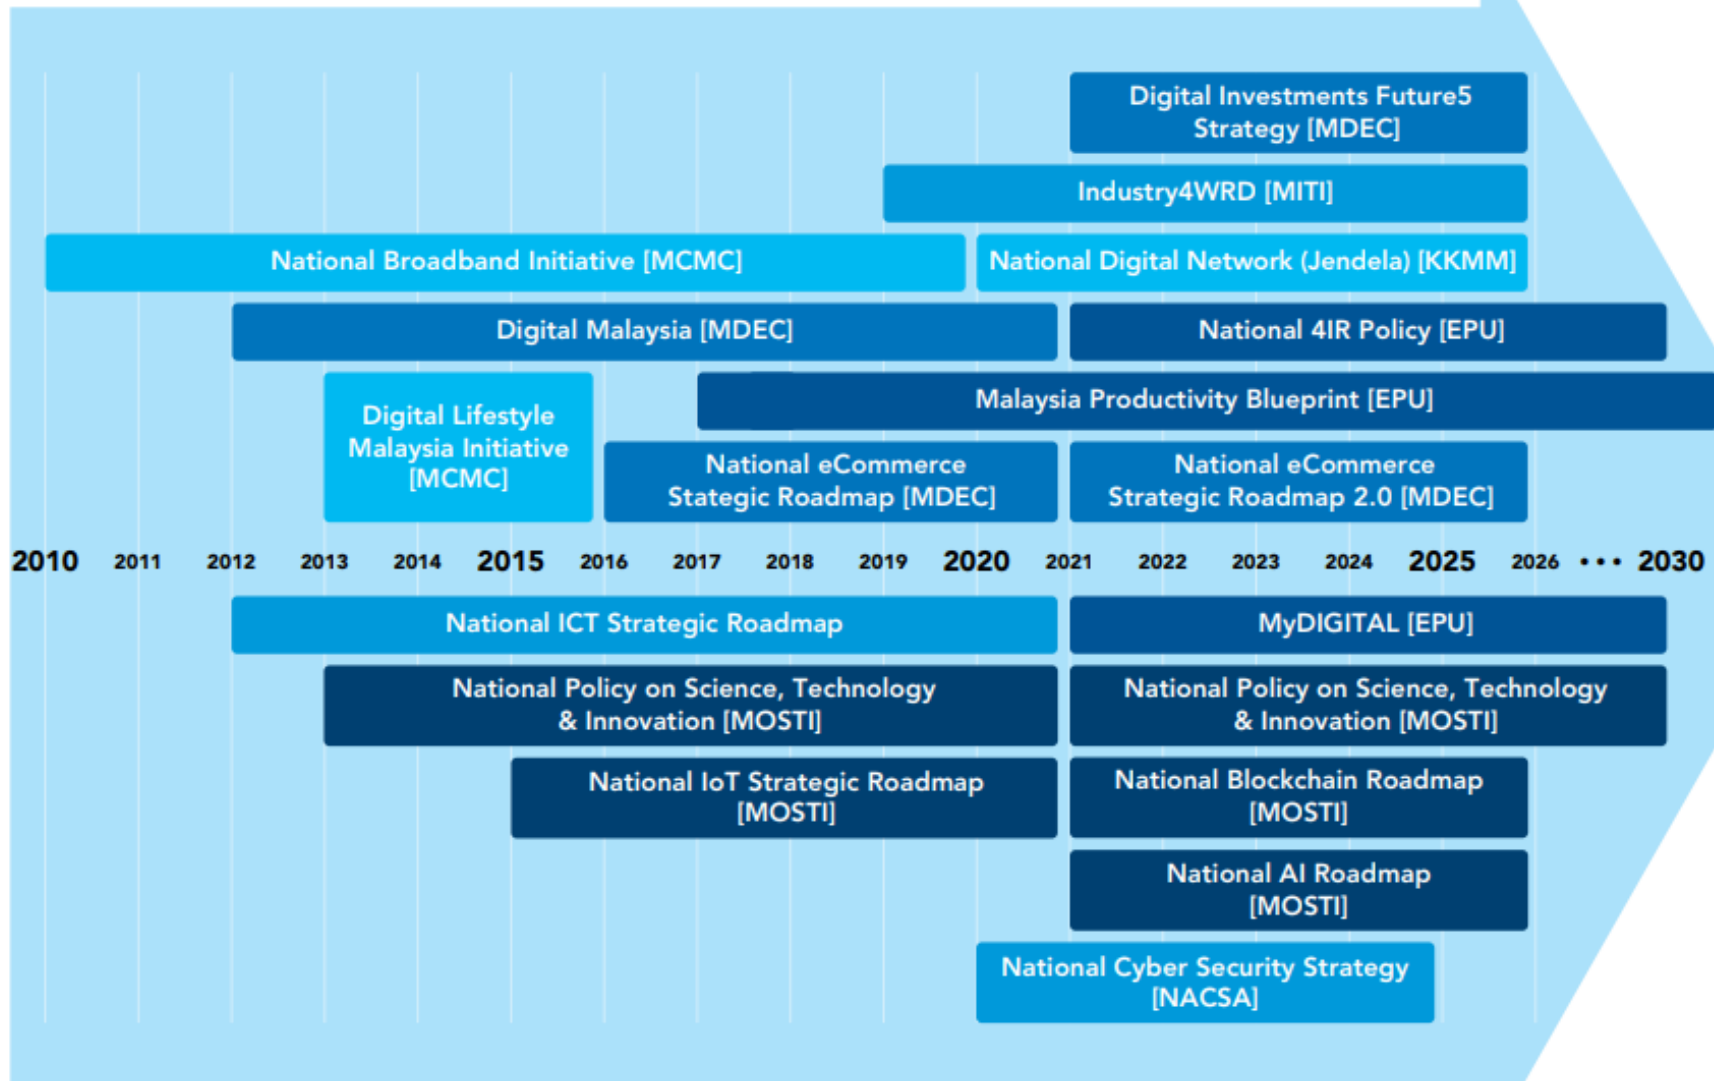 Digital Investments Future5
Strategy [MDEC]
Industry4WRD [MITI]
National Broadband Initiative [MCMC]
National Digital Network (Jendela) [KKMM]
Digital Malaysia [MDEC]
National 4IR Policy [EPU]
Malaysia Productivity Blueprint [EPU]
Digital Lifestyle
Malaysia Initiative
[MCMC]
National eCommerce
Stategic Roadmap [MDEC]
National eCommerce
Strategic Roadmap 2.0 [MDEC]
2010 2011 2012 2013 2014 2015 2016 2017 2018 2019 2020 2021 2022 2023 2024 2025 2026 ••• 2030
National ICT Strategic Roadmap
MyDIGITAL [EPU]
National Policy on Science, Technology
& Innovation [MOSTI]
National Policy on Science, Technology
& Innovation [MOSTI]
National IoT Strategic Roadmap
[MOSTI]
National Blockchain Roadmap
[MOSTI]
National AI Roadmap
[MOSTI]
National Cyber Security Strategy
[NACSA]